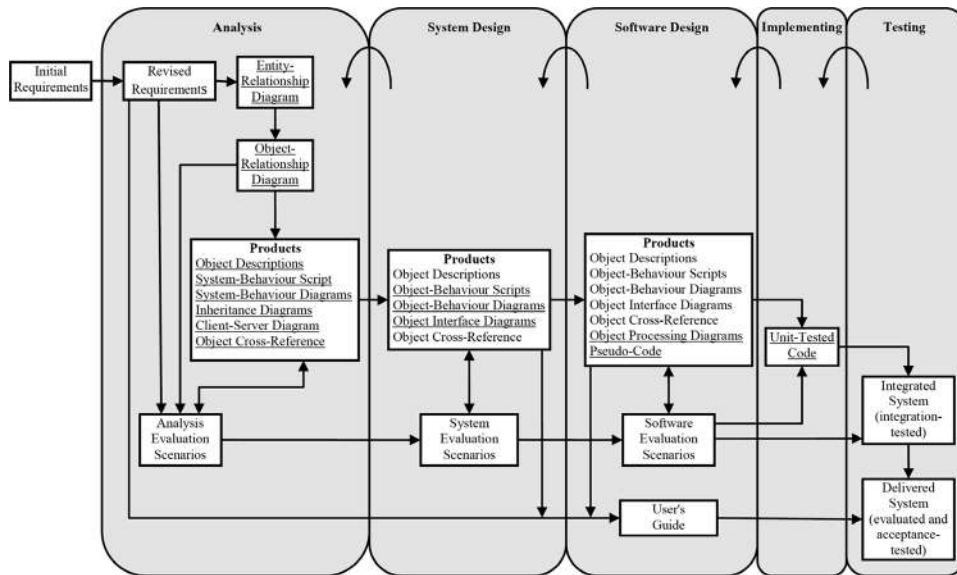 Analysis
System Design
Software Design
Implementing
Testing
Initial
Requirements
Revised
Requirements
Entity-
Relationship
Diagram
Object-
Relationship
Diagram
Products
Object Descriptions
System-Behaviour Script
System-Behaviour Diagrams
Inheritance Diagrams
Client-Server Diagram
Object Cross-Reference
Products
Object Descriptions
Object-Behaviour Scripts
Object-Behaviour Diagrams
Object Interface Diagrams
Object Cross-Reference
Products
Object Descriptions
Object-Behaviour Scripts
Object-Behaviour Diagrams
Object Interface Diagrams
Object Cross-Reference
Object Processing Diagrams
Pseudo-Code
Unit-Tested
Code
Integrated
System
(integration-
tested)
Analysis
Evaluation
Scenarios
System
Evaluation
Scenarios
Software
Evaluation
Scenarios
User's
Guide
Delivered
System
(evaluated and
acceptance-
tested)